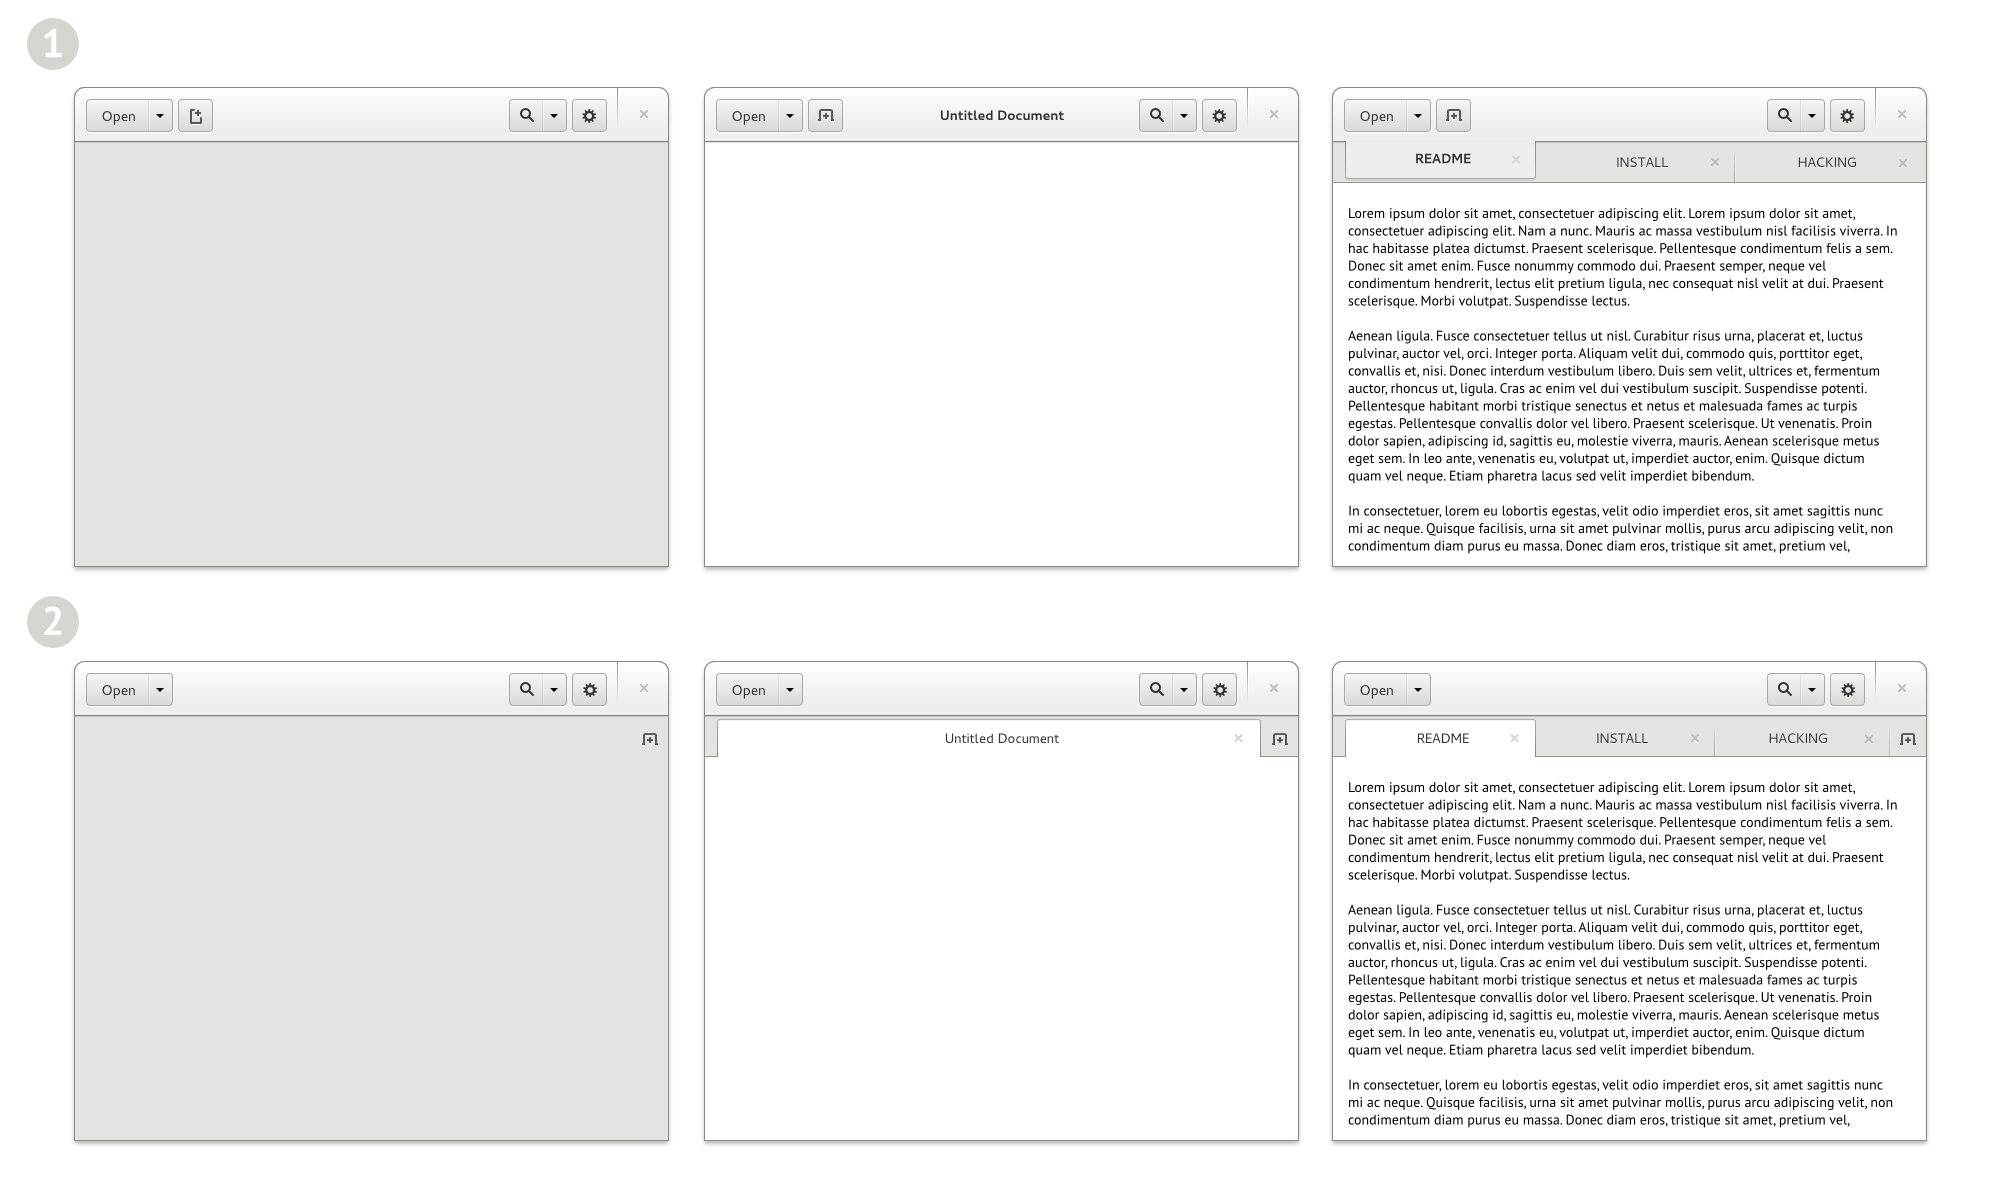 1
Open
Open
Untitled Document
Open
README
INSTALL
HACKING
Lorem ipsum dolor sit amet, consectetuer adipiscing elit. Lorem ipsum dolor sit amet,
consectetuer adipiscing elit. Nam a nunc. Mauris ac massa vestibulum nisl facilisis viverra. In
hac habitasse platea dictumst. Praesent scelerisque. Pellentesque condimentum felis a sem.
Donec sit amet enim. Fusce nonummy commodo dui. Praesent semper, neque vel
condimentum hendrerit, lectus elit pretium ligula, nec consequat nisl velit at dui. Praesent
scelerisque. Morbi volutpat. Suspendisse lectus.
Aenean ligula. Fusce consectetuer tellus ut nisl. Curabitur risus urna, placerat et, luctus
pulvinar, auctor vel, orci. Integer porta. Aliquam velit dui, commodo quis, porttitor eget,
convallis et, nisi. Donec interdum vestibulum libero. Duis sem velit, ultrices et, fermentum
auctor, rhoncus ut, ligula. Cras ac enim vel dui vestibulum suscipit. Suspendisse potenti.
Pellentesque habitant morbi tristique senectus et netus et malesuada fames ac turpis
egestas. Pellentesque convallis dolor vel libero. Praesent scelerisque. Ut venenatis. Proin
dolor sapien, adipiscing id, sagittis eu, molestie viverra, mauris. Aenean scelerisque metus
eget sem. In leo ante, venenatis eu, volutpat ut, imperdiet auctor, enim. Quisque dictum
quam vel neque. Etiam pharetra lacus sed velit imperdiet bibendum.
In consectetuer, lorem eu lobortis egestas, velit odio imperdiet eros, sit amet sagittis nunc
mi ac neque. Quisque facilisis, urna sit amet pulvinar mollis, purus arcu adipiscing velit, non
condimentum diam purus eu massa. Donec diam eros, tristique sit amet, pretium vel,
2
Open
Open
Untitled Document
Open
README
INSTALL
HACKING
Lorem ipsum dolor sit amet, consectetuer adipiscing elit. Lorem ipsum dolor sit amet,
consectetuer adipiscing elit. Nam a nunc. Mauris ac massa vestibulum nisl facilisis viverra. In
hac habitasse platea dictumst. Praesent scelerisque. Pellentesque condimentum felis a sem.
Donec sit amet enim. Fusce nonummy commodo dui. Praesent semper, neque vel
condimentum hendrerit, lectus elit pretium ligula, nec consequat nisl velit at dui. Praesent
scelerisque. Morbi volutpat. Suspendisse lectus.
Aenean ligula. Fusce consectetuer tellus ut nisl. Curabitur risus urna, placerat et, luctus
pulvinar, auctor vel, orci. Integer porta. Aliquam velit dui, commodo quis, porttitor eget,
convallis et, nisi. Donec interdum vestibulum libero. Duis sem velit, ultrices et, fermentum
auctor, rhoncus ut, ligula. Cras ac enim vel dui vestibulum suscipit. Suspendisse potenti.
Pellentesque habitant morbi tristique senectus et netus et malesuada fames ac turpis
egestas. Pellentesque convallis dolor vel libero. Praesent scelerisque. Ut venenatis. Proin
dolor sapien, adipiscing id, sagittis eu, molestie viverra, mauris. Aenean scelerisque metus
eget sem. In leo ante, venenatis eu, volutpat ut, imperdiet auctor, enim. Quisque dictum
quam vel neque. Etiam pharetra lacus sed velit imperdiet bibendum.
In consectetuer, lorem eu lobortis egestas, velit odio imperdiet eros, sit amet sagittis nunc
mi ac neque. Quisque facilisis, urna sit amet pulvinar mollis, purus arcu adipiscing velit, non
condimentum diam purus eu massa. Donec diam eros, tristique sit amet, pretium vel,